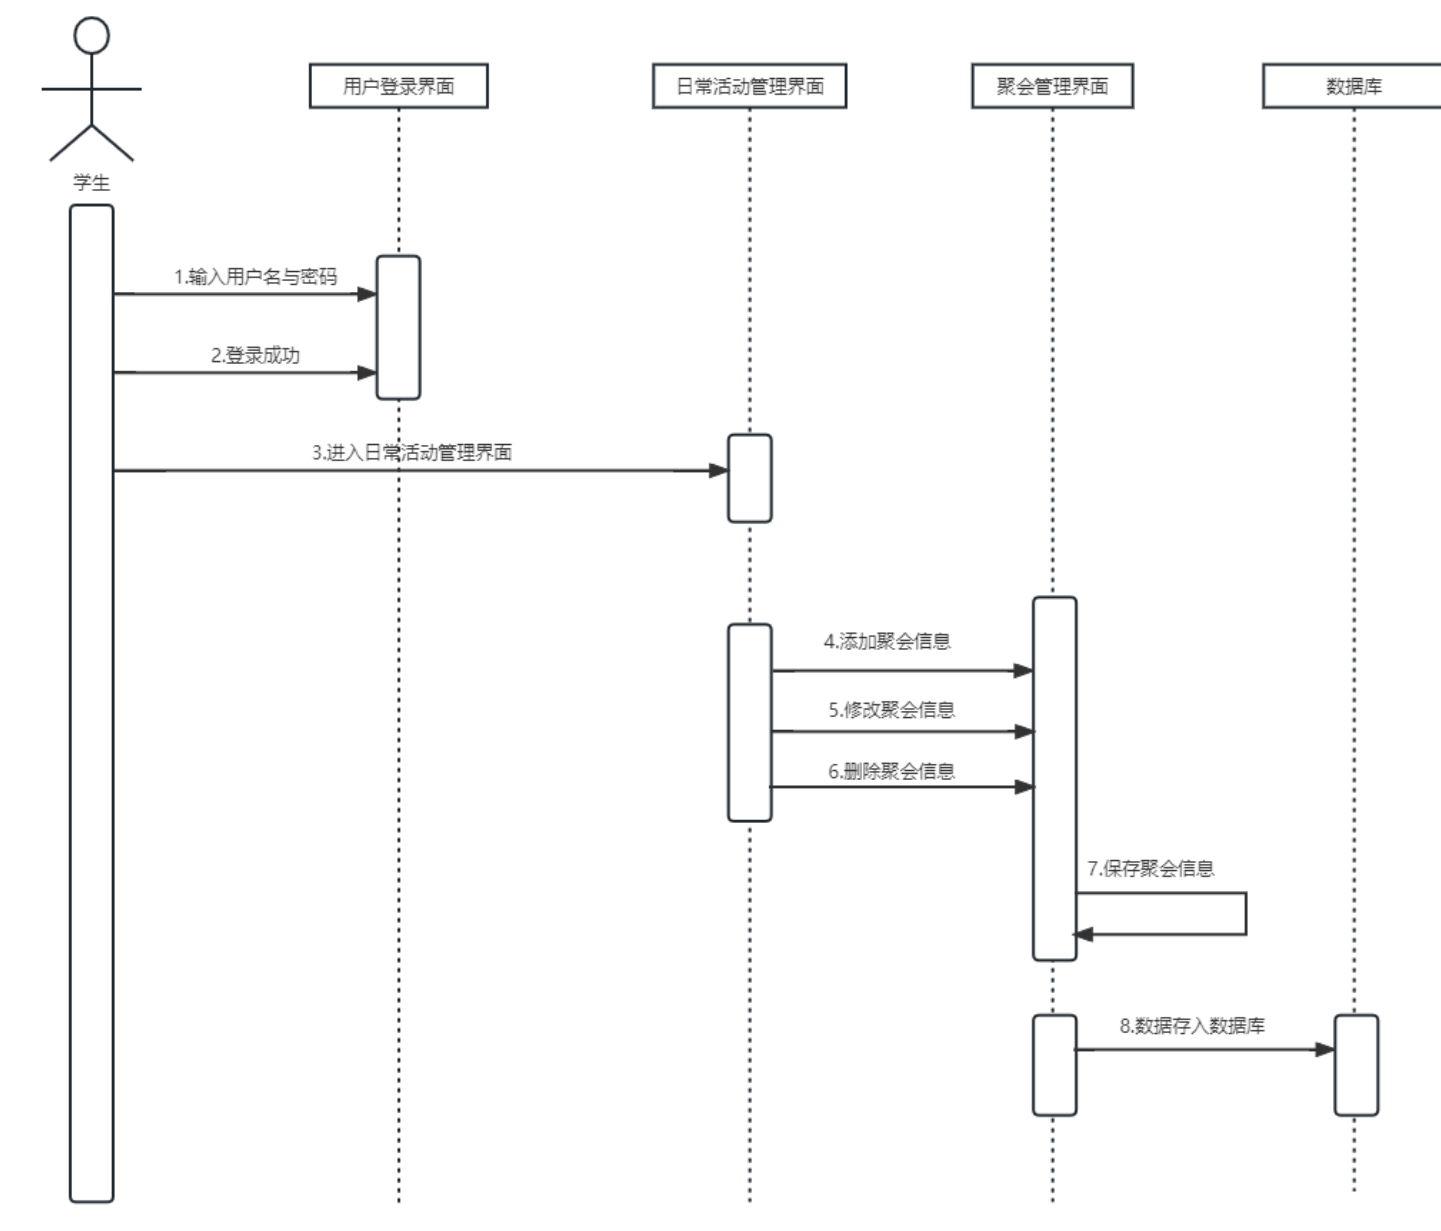 用户登录界面
日常活动管理界面
聚会管理界面
数据库
学生
1.输入用户名与密码
2.登录成功
3.进入日常活动管理界面
4.添加聚会信息
5.修改聚会信息
6.删除聚会信息
7.保存聚会信息
8.数据存入数据库